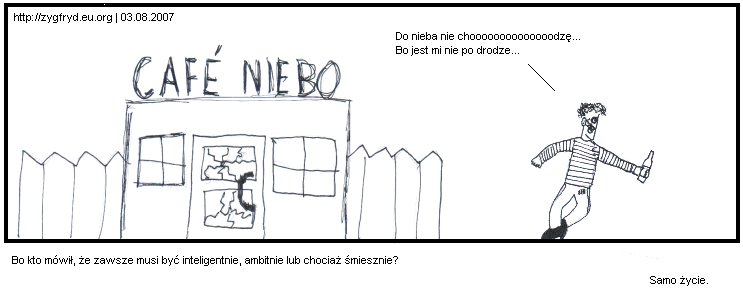 http://zygfryd.eu.org | 03.08.2007
Do nieba nie choooooooooooooodzę...
Bo jest mi nie po drodze...
CAFÉ NIEBO
Bo kto mówił, że zawsze musi być inteligentnie, ambitnie lub chociaż śmiesznie?
Samo życie.